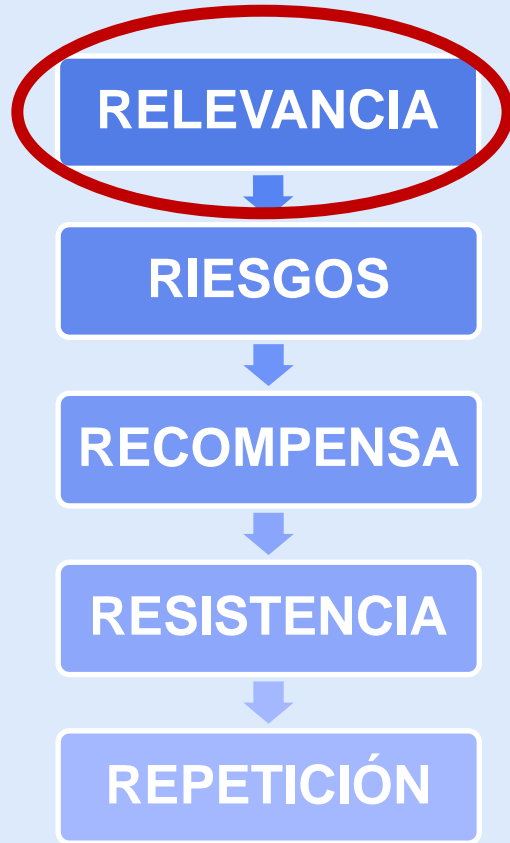 RELEVANCIA
RIESGOS
RECOMPENSA
RESISTENCIA
REPETICIÓN